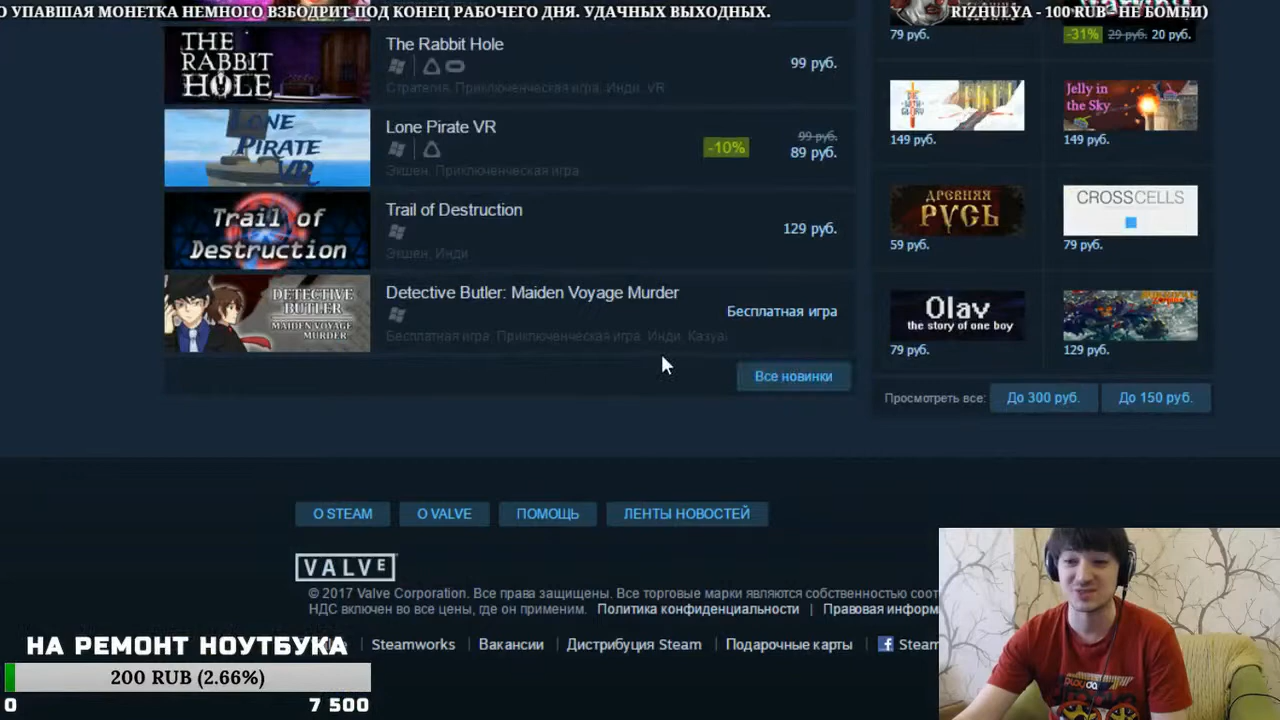 О УПАВШАЯ МОНЕТКА НЕМНОГО ВЗБОДРИТ ПОД КОНЕЦ РАБОЧЕГО ДНЯ. УДАЧНЫХ ВЫХОДНЫХ.
RIZHULYA - 100 RUB - НЕ БОМБИ)
THE RABBIT HOLE
The Rabbit Hole
Стратегия, Приключенческая игра, Инди, VR
99 руб.
LONE PIRATE VR
Lone Pirate VR
Экшен, Приключенческая игра
-10%
99 руб.
89 руб.
Trail of Destruction
Trail of Destruction
Экшен, Инди
129 руб.
DETECTIVE BUTLER:
MAIDEN VOYAGE MURDER
Detective Butler: Maiden Voyage Murder
Бесплатная игра, Приключенческая игра, Инди, Казуа
Бесплатная игра
Все новинки
79 руб.
-31% 29 руб. 20 руб.
149 руб.
Jelly in the Sky
149 руб.
ДРЕВНЯЯ РУСЬ
59 руб.
CROSSCELLS
79 руб.
Olav
the story of one boy
79 руб.
129 руб.
Просмотреть все: До 300 руб. До 150 руб.
О STEAM О VALVE ПОМОЩЬ ЛЕНТЫ НОВОСТЕЙ
VALVE
© 2017 Valve Corporation. Все права защищены. Все торговые марки являются собственностью соот
НДС включён во все цены, где он применим. Политика конфиденциальности | Правовая информ
| Steamworks | Вакансии | Дистрибуция Steam | Подарочные карты | Steam
НА РЕМОНТ НОУТБУКА
200 RUB (2.66%)
0 7 500